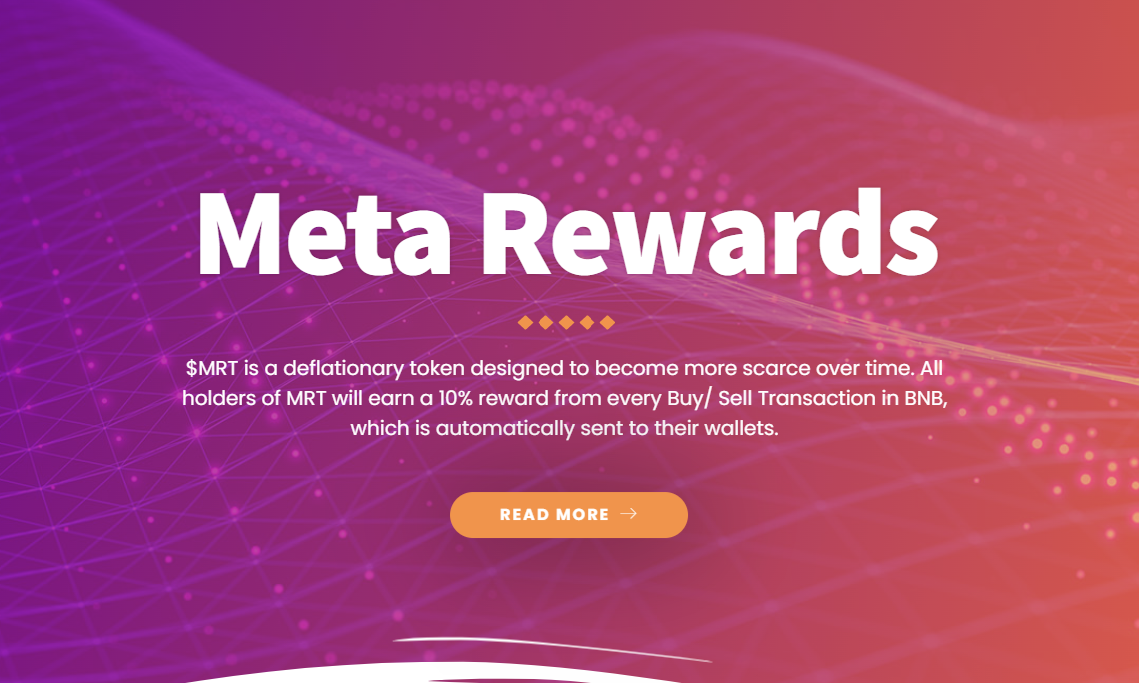 Meta Rewards
$MRT is a deflationary token designed to become more scarce over time. All
holders of MRT will earn a 10% reward from every Buy/ Sell Transaction in BNB,
which is automatically sent to their wallets.
READ MORE →